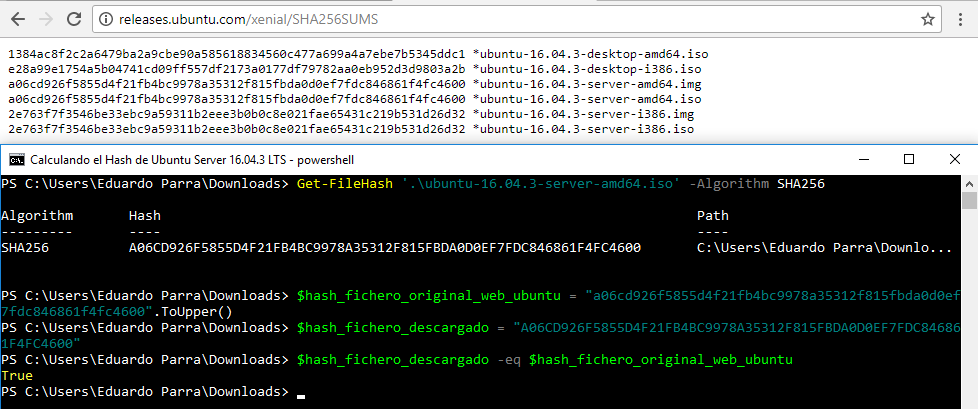 releases.ubuntu.com/xenial/SHA256SUMS
1384ac8f2c2a6479ba2a9cbe90a585618834560c477a699a4a7ebe7b5345ddc1 *ubuntu-16.04.3-desktop-amd64.iso
e28a99e1754a5b04741cd09ff557df2173a0177df79782aa0eb952d3d9803a2b *ubuntu-16.04.3-desktop-i386.iso
a06cd926f5855d4f21fb4bc9978a35312f815fbda0d0ef7fdc846861f4fc4600 *ubuntu-16.04.3-server-amd64.img
a06cd926f5855d4f21fb4bc9978a35312f815fbda0d0ef7fdc846861f4fc4600 *ubuntu-16.04.3-server-amd64.iso
2e763f7f3546be33ebc9a59311b2eee3b0b0c8e021fae65431c219b531d26d32 *ubuntu-16.04.3-server-i386.img
2e763f7f3546be33ebc9a59311b2eee3b0b0c8e021fae65431c219b531d26d32 *ubuntu-16.04.3-server-i386.iso
Calculando el Hash de Ubuntu Server 16.04.3 LTS - powershell
PS C:\Users\Eduardo Parra\Downloads> Get-FileHash '.\ubuntu-16.04.3-server-amd64.iso' -Algorithm SHA256
Algorithm Hash Path
--------- ---- ----
SHA256 A06CD926F5855D4F21FB4BC9978A35312F815FBDA0D0EF7FDC846861F4FC4600 C:\Users\Eduardo Parra\Downlo...
PS C:\Users\Eduardo Parra\Downloads> $hash_fichero_original_web_ubuntu = "a06cd926f5855d4f21fb4bc9978a35312f815fbda0d0ef
7fdc846861f4fc4600".ToUpper()
PS C:\Users\Eduardo Parra\Downloads> $hash_fichero_descargado = "A06CD926F5855D4F21FB4BC9978A35312F815FBDA0D0EF7FDC84686
1F4FC4600"
PS C:\Users\Eduardo Parra\Downloads> $hash_fichero_descargado -eq $hash_fichero_original_web_ubuntu
True
PS C:\Users\Eduardo Parra\Downloads>